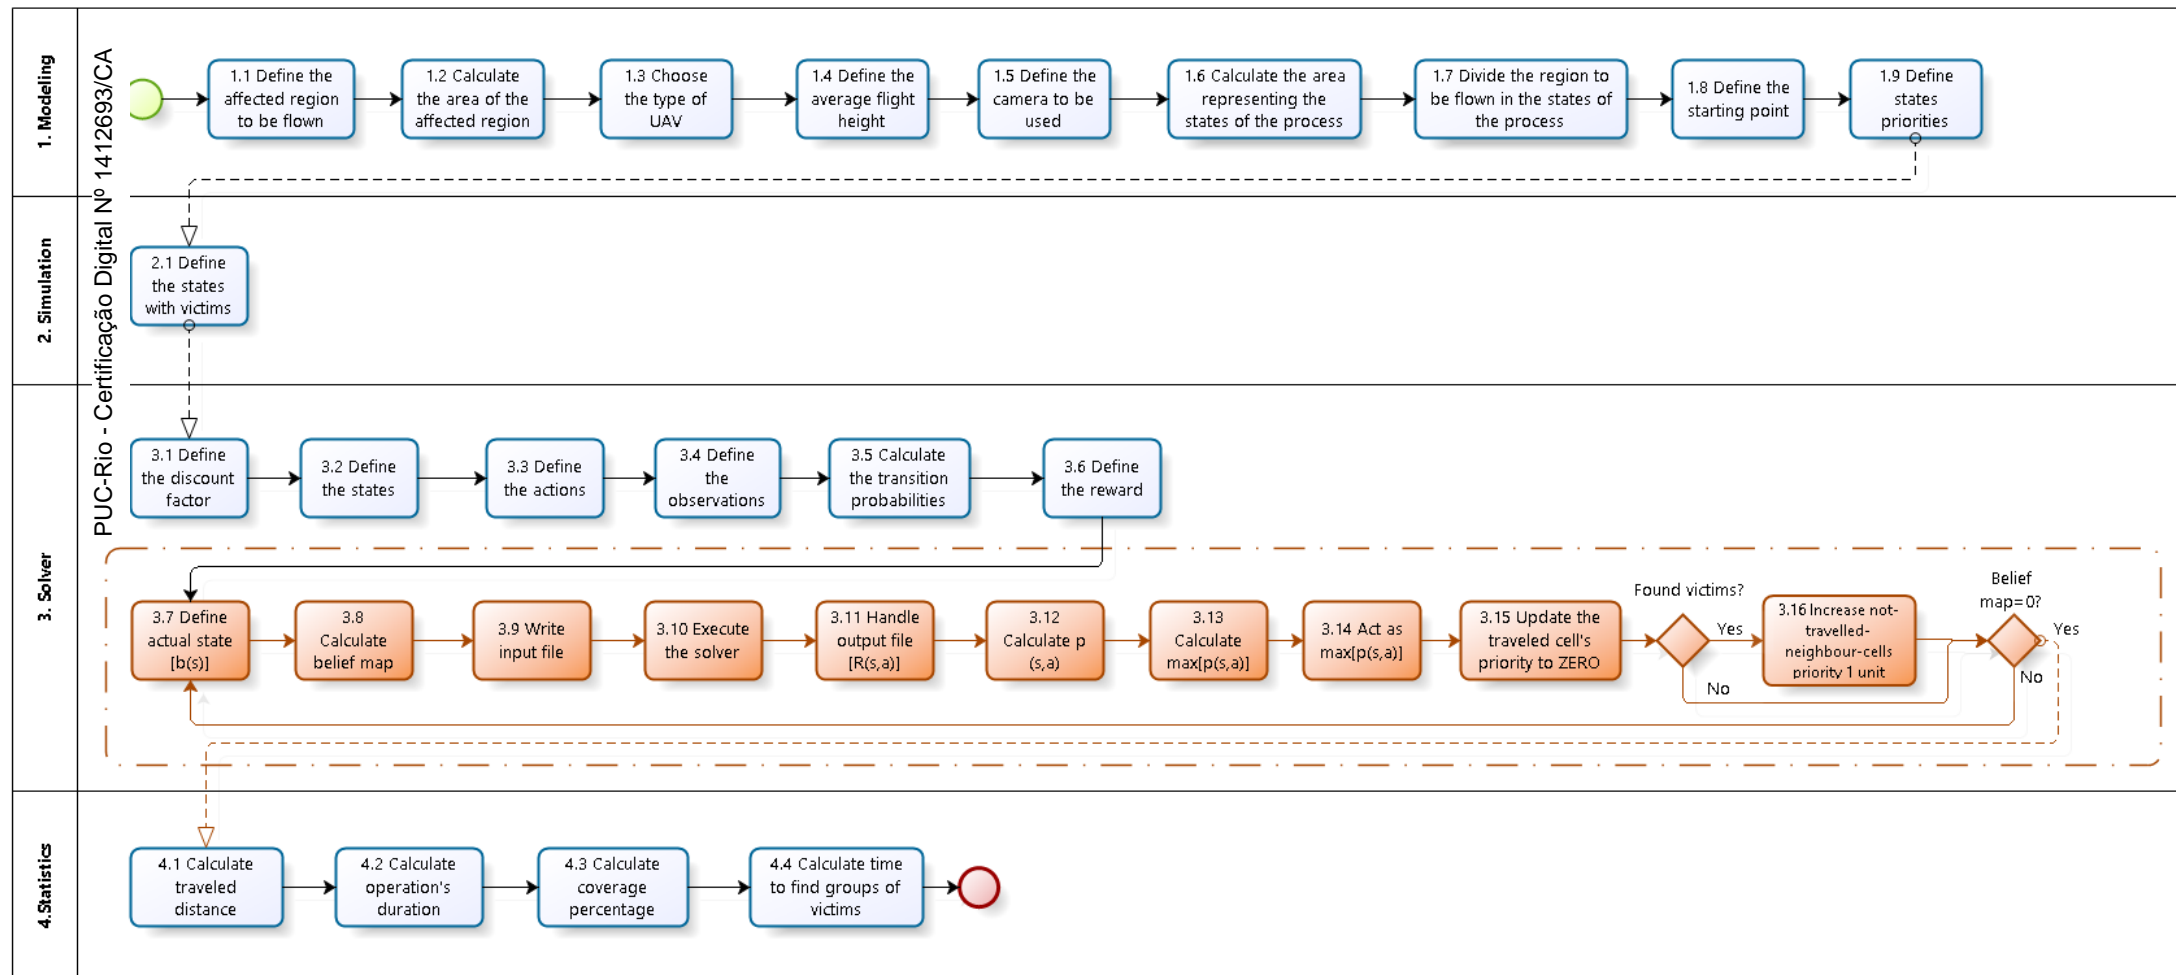 1. Modeling
PUC-Rio - Certificação Digital Nº 1412693/CA
1.1 Define the
affected region
to be flown
1.2 Calculate
the area of the
affected region
1.3 Choose
the type of
UAV
1.4 Define the
average flight
height
1.5 Define the
camera to be
used
1.6 Calculate the area
representing the
states of the process
1.7 Divide the region to
be flown in the states of
the process
1.8 Define the
starting point
1.9 Define
states
priorities
2. Simulation
2.1 Define
the states
with victims
3. Solver
3.1 Define
the discount
factor
3.2 Define
the states
3.3 Define
the actions
3.4 Define
the
observations
3.5 Calculate
the transition
probabilities
3.6 Define
the reward
3.7 Define
actual state
[b(s)]
3.8
Calculate
belief map
3.9 Write
input file
3.10 Execute
the solver
3.11 Handle
output file
[R(s,a)]
3.12
Calculate p
(s,a)
3.13
Calculate
max[p(s,a)]
3.14 Act as
max[p(s,a)]
3.15 Update the
traveled cell's
priority to ZERO
Found victims?
Yes
No
3.16 Increase not-
travelled-
neighbour-cells
priority 1 unit
Belief
map=0?
Yes
No
4.Statistics
4.1 Calculate
traveled
distance
4.2 Calculate
operation's
duration
4.3 Calculate
coverage
percentage
4.4 Calculate time
to find groups of
victims